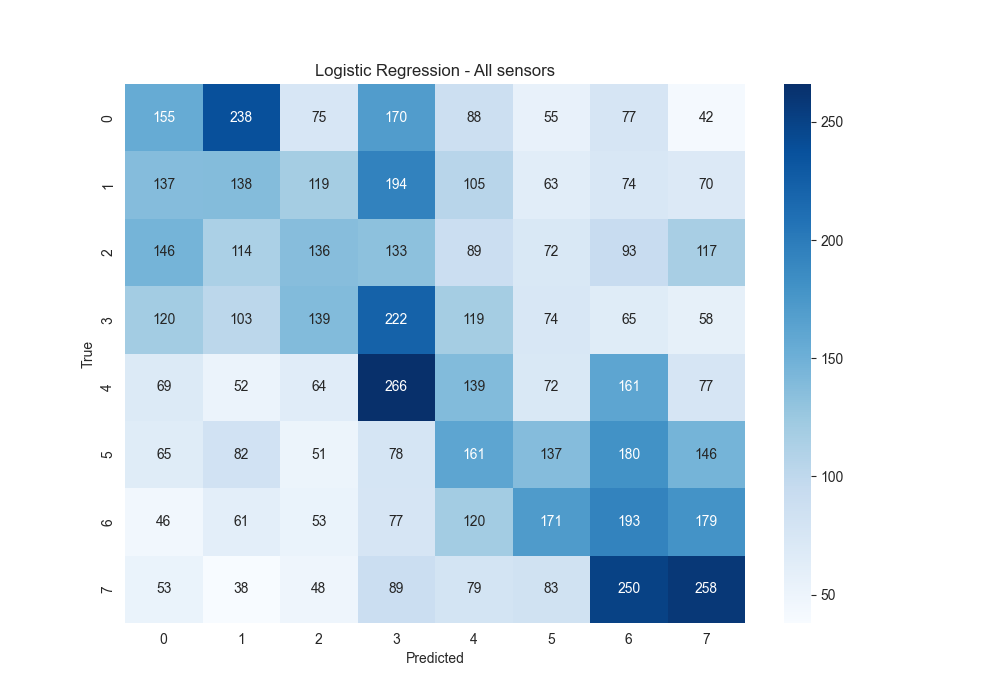 Logistic Regression - All sensors
0 155 238 75 170 88 55 77 42
1 137 138 119 194 105 63 74 70
2 146 114 136 133 89 72 93 117
3 120 103 139 222 119 74 65 58
4 69 52 64 266 139 72 161 77
5 65 82 51 78 161 137 180 146
6 46 61 53 77 120 171 193 179
7 53 38 48 89 79 83 250 258
0 1 2 3 4 5 6 7
Predicted
True
250
200
150
100
50